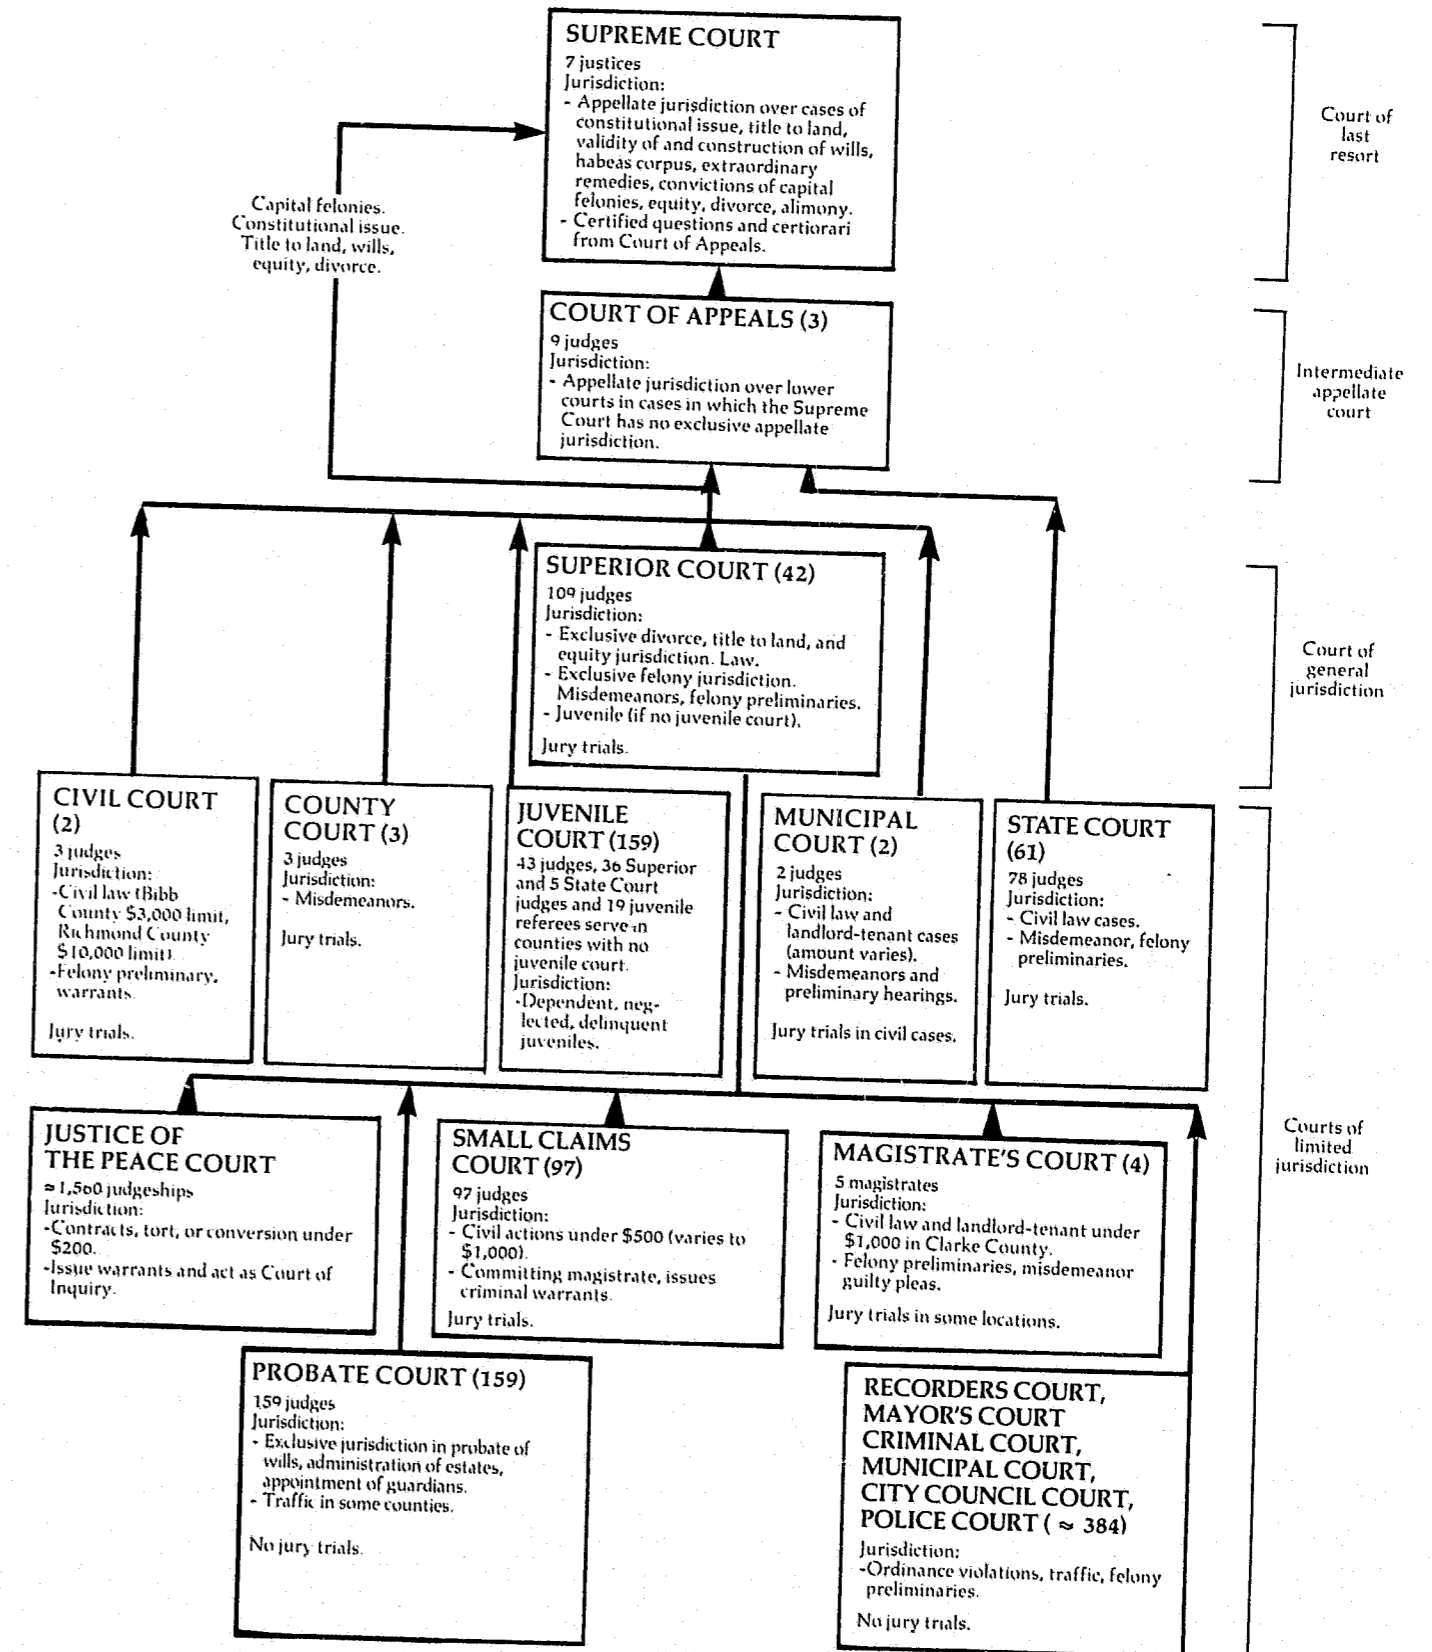 SUPREME COURT
7 justices
Jurisdiction:
- Appellate jurisdiction over cases of
constitutional issue, title to land,
validity of and construction of wills,
habeas corpus, extraordinary
remedies, convictions of capital
felonies, equity, divorce, alimony.
- Certified questions and certiorari
from Court of Appeals.
Court of
last
resort
Capital felonies.
Constitutional issue.
Title to land, wills,
equity, divorce.
COURT OF APPEALS (3)
9 judges
Jurisdiction:
- Appellate jurisdiction over lower
courts in cases in which the Supreme
Court has no exclusive appellate
jurisdiction.
Intermediate
appellate
court
SUPERIOR COURT (42)
109 judges
Jurisdiction:
- Exclusive divorce, title to land, and
equity jurisdiction. Law.
- Exclusive felony jurisdiction.
Misdemeanors, felony preliminaries.
- Juvenile (if no juvenile court).
Jury trials.
Court of
general
jurisdiction
CIVIL COURT
(2)
3 judges
Jurisdiction:
-Civil law (Bibb
County $3,000 limit,
Richmond County
$10,000 limit).
-Felony preliminary,
warrants.
Jury trials.
COUNTY
COURT (3)
3 judges
Jurisdiction:
- Misdemeanors.
Jury trials.
JUVENILE
COURT (159)
43 judges, 36 Superior
and 5 State Court
judges and 19 juvenile
referees serve in
counties with no
juvenile court.
Jurisdiction:
-Dependent, neg-
lected, delinquent
juveniles.
MUNICIPAL
COURT (2)
2 judges
Jurisdiction:
- Civil law and
landlord-tenant cases
(amount varies).
- Misdemeanors and
preliminary hearings.
Jury trials in civil cases.
STATE COURT
(61)
78 judges
Jurisdiction:
- Civil law cases.
- Misdemeanor, felony
preliminaries.
Jury trials.
Courts of
limited
jurisdiction
JUSTICE OF
THE PEACE COURT
≈ 1,560 judgeships
Jurisdiction:
-Contracts, tort, or conversion under
$200.
-Issue warrants and act as Court of
Inquiry.
SMALL CLAIMS
COURT (97)
97 judges
Jurisdiction:
- Civil actions under $500 (varies to
$1,000).
- Committing magistrate, issues
criminal warrants.
Jury trials.
MAGISTRATE'S COURT (4)
5 magistrates
Jurisdiction:
- Civil law and landlord-tenant under
$1,000 in Clarke County.
- Felony preliminaries, misdemeanor
guilty pleas.
Jury trials in some locations.
PROBATE COURT (159)
159 judges
Jurisdiction:
- Exclusive jurisdiction in probate of
wills, administration of estates,
appointment of guardians.
- Traffic in some counties.
No jury trials.
RECORDERS COURT,
MAYOR'S COURT
CRIMINAL COURT,
MUNICIPAL COURT,
CITY COUNCIL COURT,
POLICE COURT ( ≈ 384)
Jurisdiction:
-Ordinance violations, traffic, felony
preliminaries.
No jury trials.